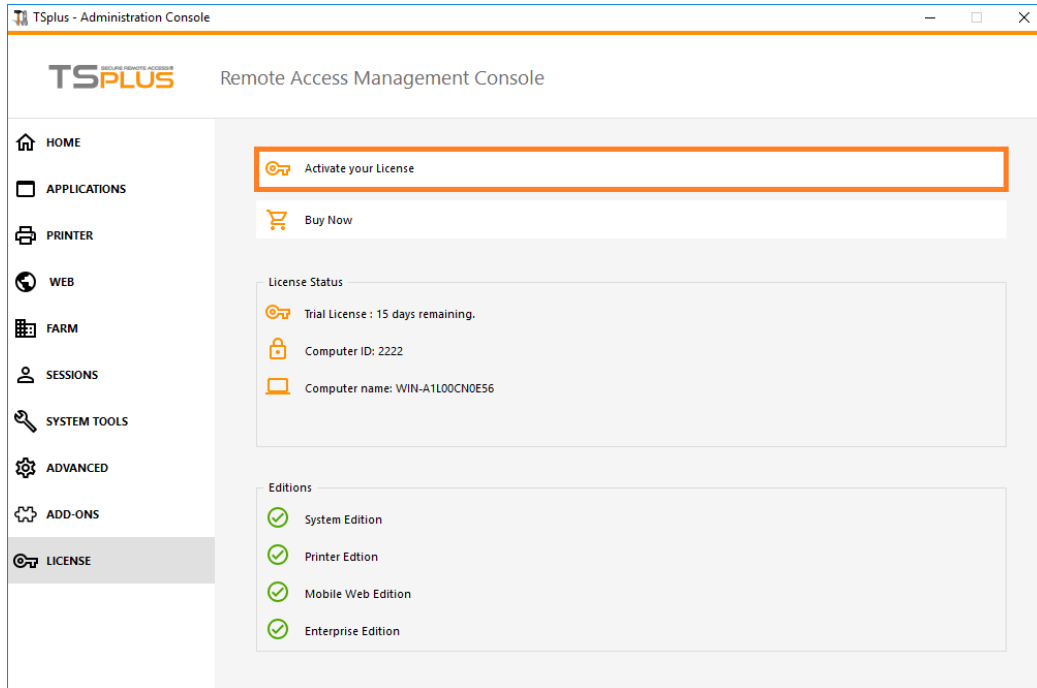 TSplus - Administration Console
SECURE REMOTE ACCESS®
TSPLUS
Remote Access Management Console
HOME
APPLICATIONS
PRINTER
WEB
FARM
SESSIONS
SYSTEM TOOLS
ADVANCED
ADD-ONS
LICENSE
Activate your License
Buy Now
License Status
Trial License : 15 days remaining.
Computer ID: 2222
Computer name: WIN-A1L00CN0E56
Editions
System Edition
Printer Edtion
Mobile Web Edition
Enterprise Edition